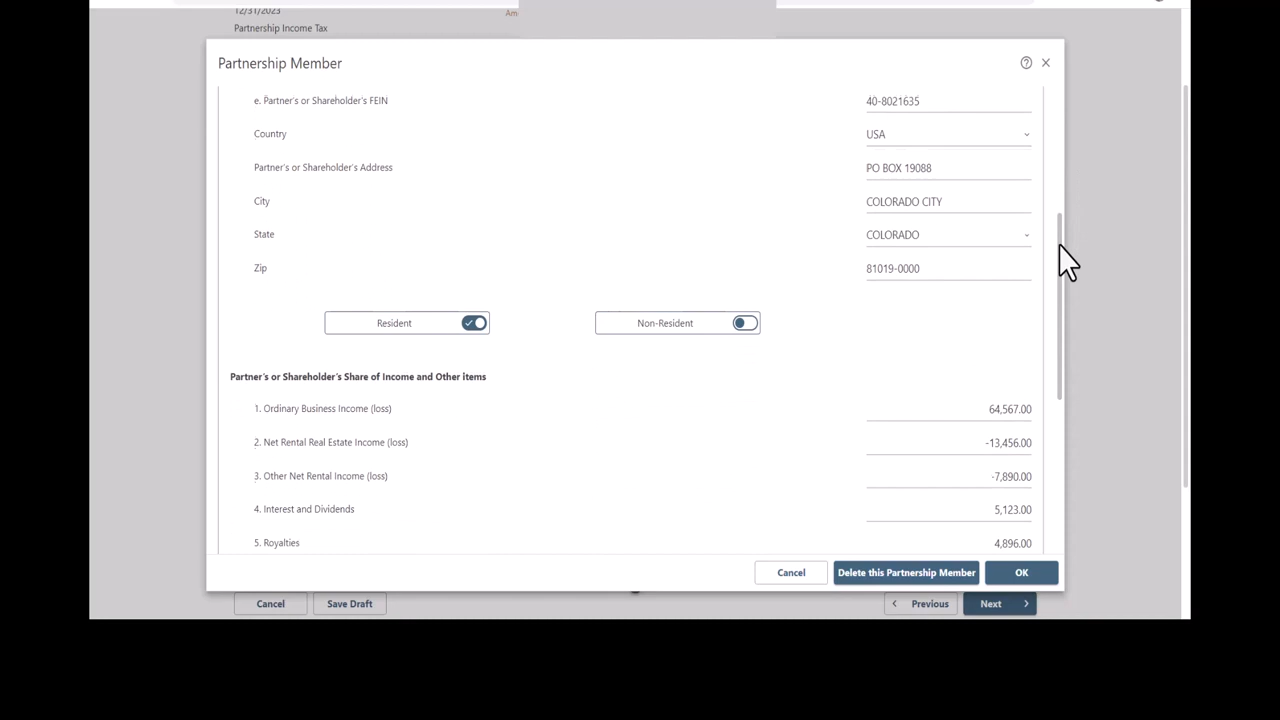 12/31/2023
Am
Partnership Income Tax
Partnership Member
e. Partner's or Shareholder's FEIN 40-8021635
Country USA
Partner's or Shareholder's Address PO BOX 19088
City COLORADO CITY
State COLORADO
Zip 81019-0000
Resident Non-Resident
Partner's or Shareholder's Share of Income and Other items
1. Ordinary Business Income (loss) 64,567.00
2. Net Rental Real Estate Income (loss) -13,456.00
3. Other Net Rental Income (loss) -7,890.00
4. Interest and Dividends 5,123.00
5. Royalties 4,896.00
Cancel Delete this Partnership Member OK
Cancel Save Draft Previous Next